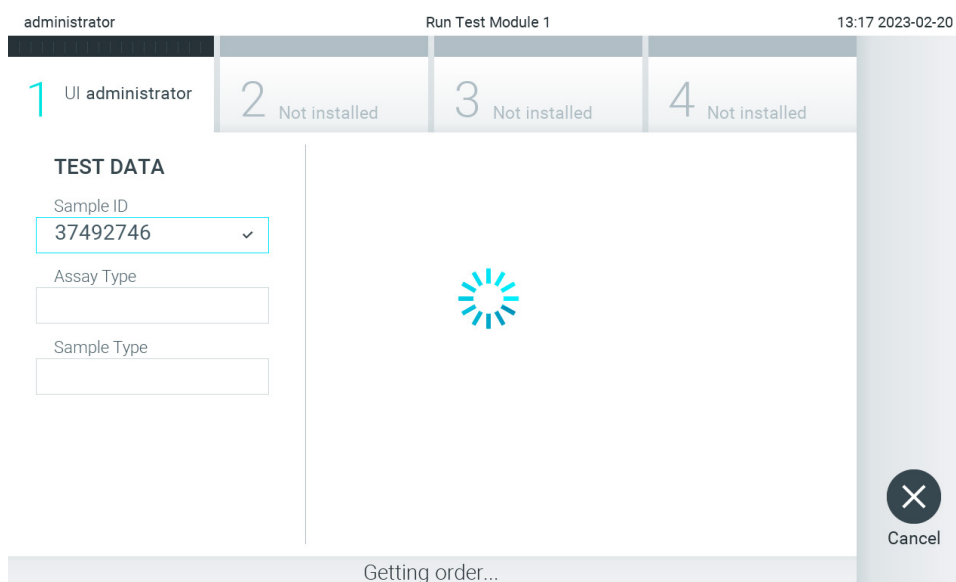 administrator Run Test Module 1 13:17 2023-02-20
1 UI administrator 2 Not installed 3 Not installed 4 Not installed
TEST DATA
Sample ID
37492746
Assay Type
Sample Type
Cancel
Getting order...